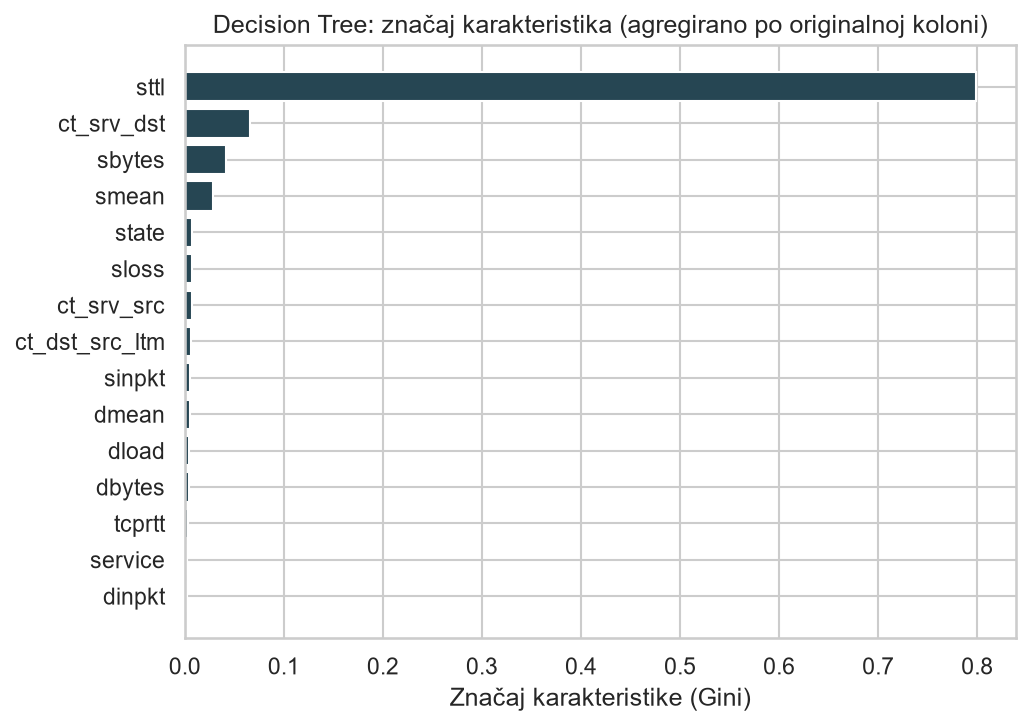 Decision Tree: značaj karakteristika (agregirano po originalnoj koloni)
sttl
ct_srv_dst
sbytes
smean
state
sloss
ct_srv_src
ct_dst_src_ltm
sinpkt
dmean
dload
dbytes
tcprtt
service
dinpkt
0.0 0.1 0.2 0.3 0.4 0.5 0.6 0.7 0.8
Značaj karakteristike (Gini)